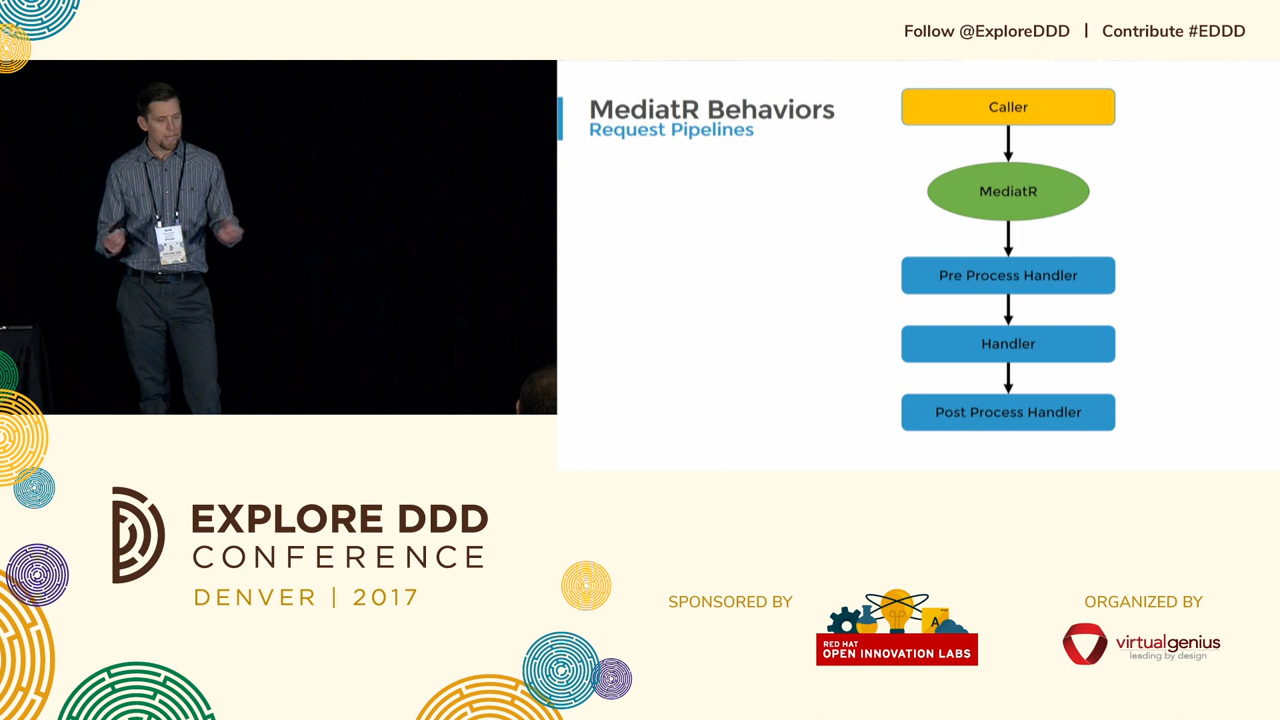 Follow @ExploreDDD | Contribute #EDDD
MediatR Behaviors
Request Pipelines
Caller
MediatR
Pre Process Handler
Handler
Post Process Handler
EXPLORE DDD
CONFERENCE
DENVER | 2017
SPONSORED BY
A
RED HAT
OPEN INNOVATION LABS
ORGANIZED BY
virtualgenius
leading by design